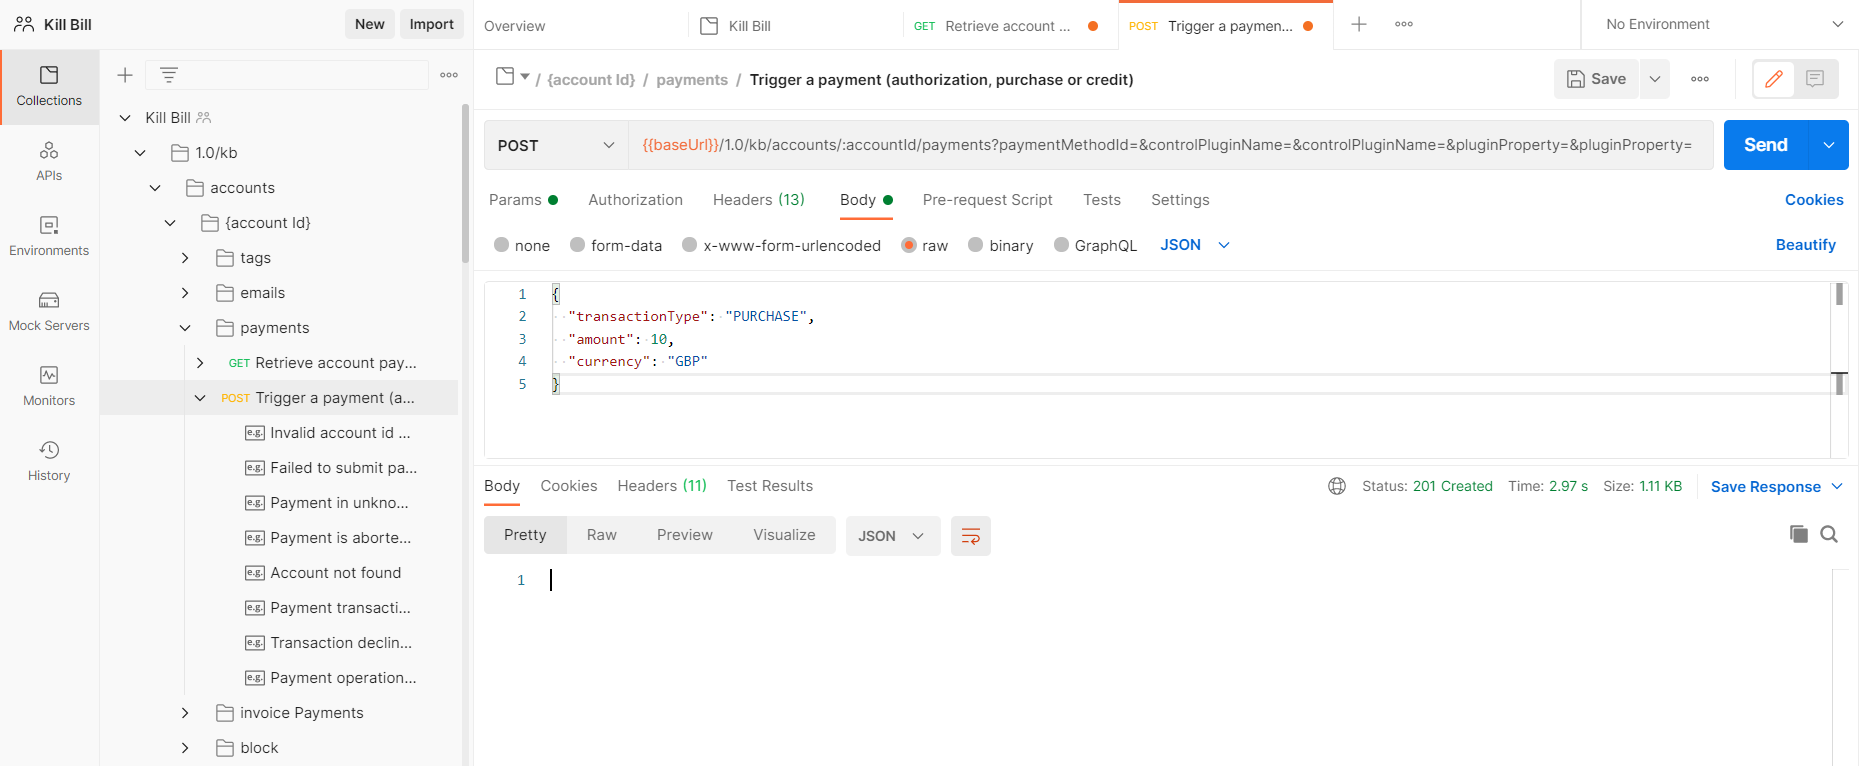 Kill Bill
New
Import
Overview
Kill Bill
GET Retrieve account ...
POST Trigger a paymen...
No Environment
Collections
APIs
Environments
Mock Servers
Monitors
History
Kill Bill
1.0/kb
accounts
{account Id}
tags
emails
payments
GET Retrieve account pay...
POST Trigger a payment (a...
e.g. Invalid account id ...
e.g. Failed to submit pa...
e.g. Payment in unkno...
e.g. Payment is aborte...
e.g. Account not found
e.g. Payment transacti...
e.g. Transaction declin...
e.g. Payment operation...
invoice Payments
block
/ {account Id} / payments / Trigger a payment (authorization, purchase or credit)
Save
POST
{{baseUrl}}/1.0/kb/accounts/:accountId/payments?paymentMethodId=&controlPluginName=&controlPluginName=&pluginProperty=&pluginProperty=
Send
Params Authorization Headers (13) Body Pre-request Script Tests Settings
Cookies
none form-data x-www-form-urlencoded raw binary GraphQL JSON
Beautify
1 {
2 "transactionType": "PURCHASE",
3 "amount": 10,
4 "currency": "GBP"
5 }
Body Cookies Headers (11) Test Results
Status: 201 Created Time: 2.97 s Size: 1.11 KB
Save Response
Pretty Raw Preview Visualize JSON
1